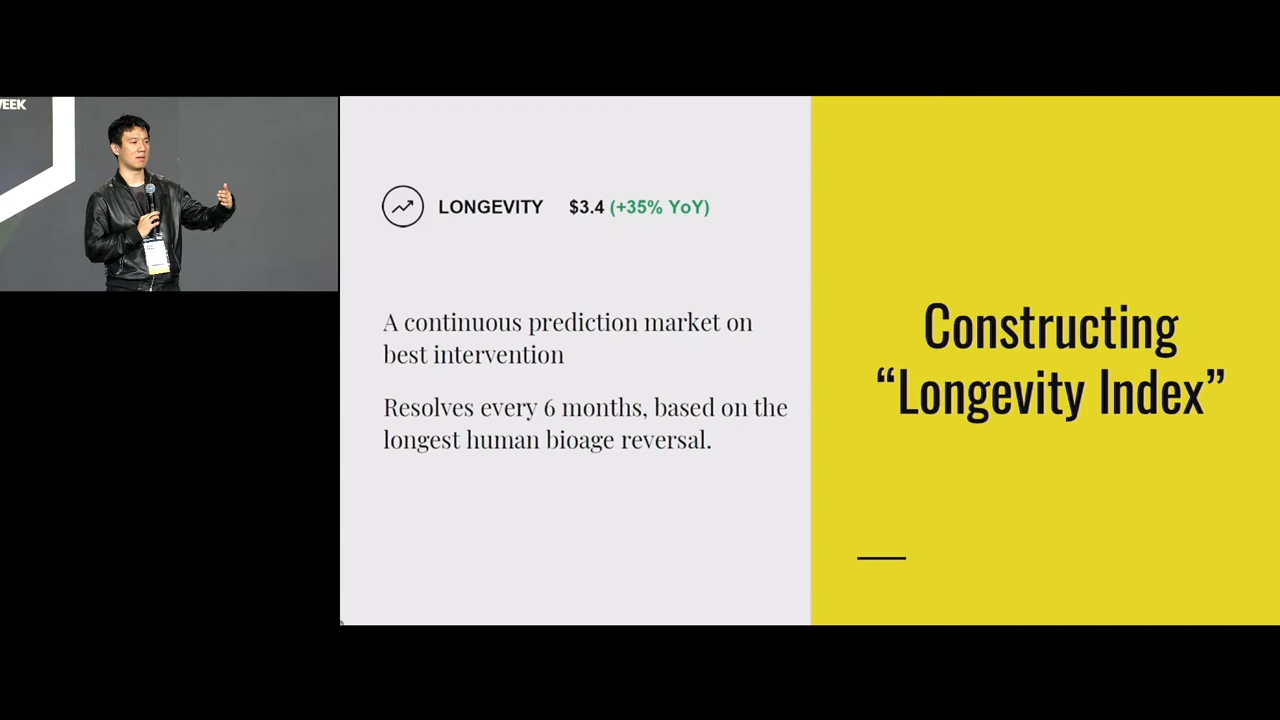 WEEK
LONGEVITY $3.4 (+35% YoY)
A continuous prediction market on
best intervention
Resolves every 6 months, based on the
longest human bioage reversal.
Constructing
“Longevity Index”